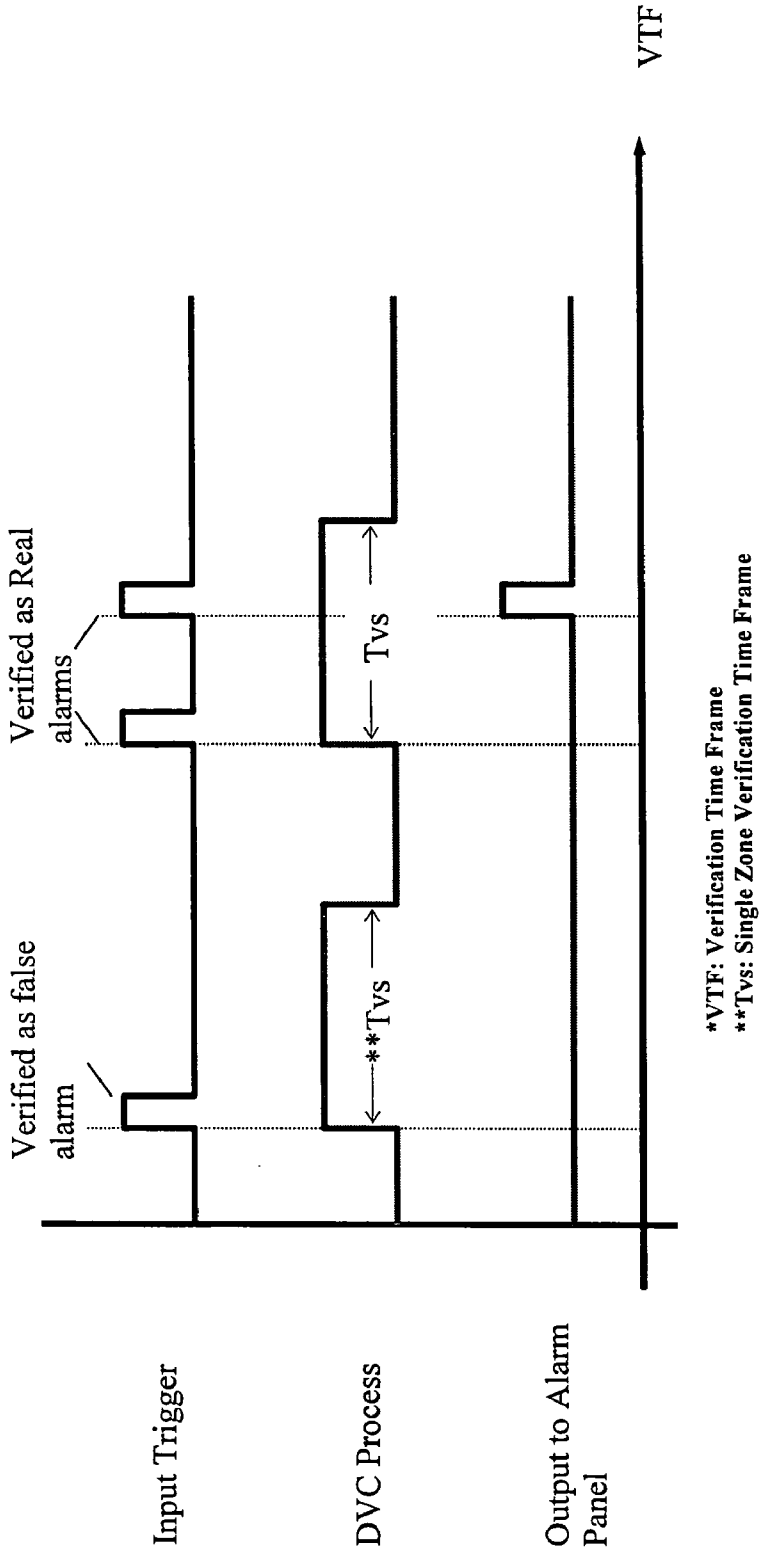 Verified as false
alarm
Verified as Real
alarms
Input Trigger
DVC Process
**Tvs
Tvs
Output to Alarm
Panel
VTF
*VTF: Verification Time Frame
**Tvs: Single Zone Verification Time Frame